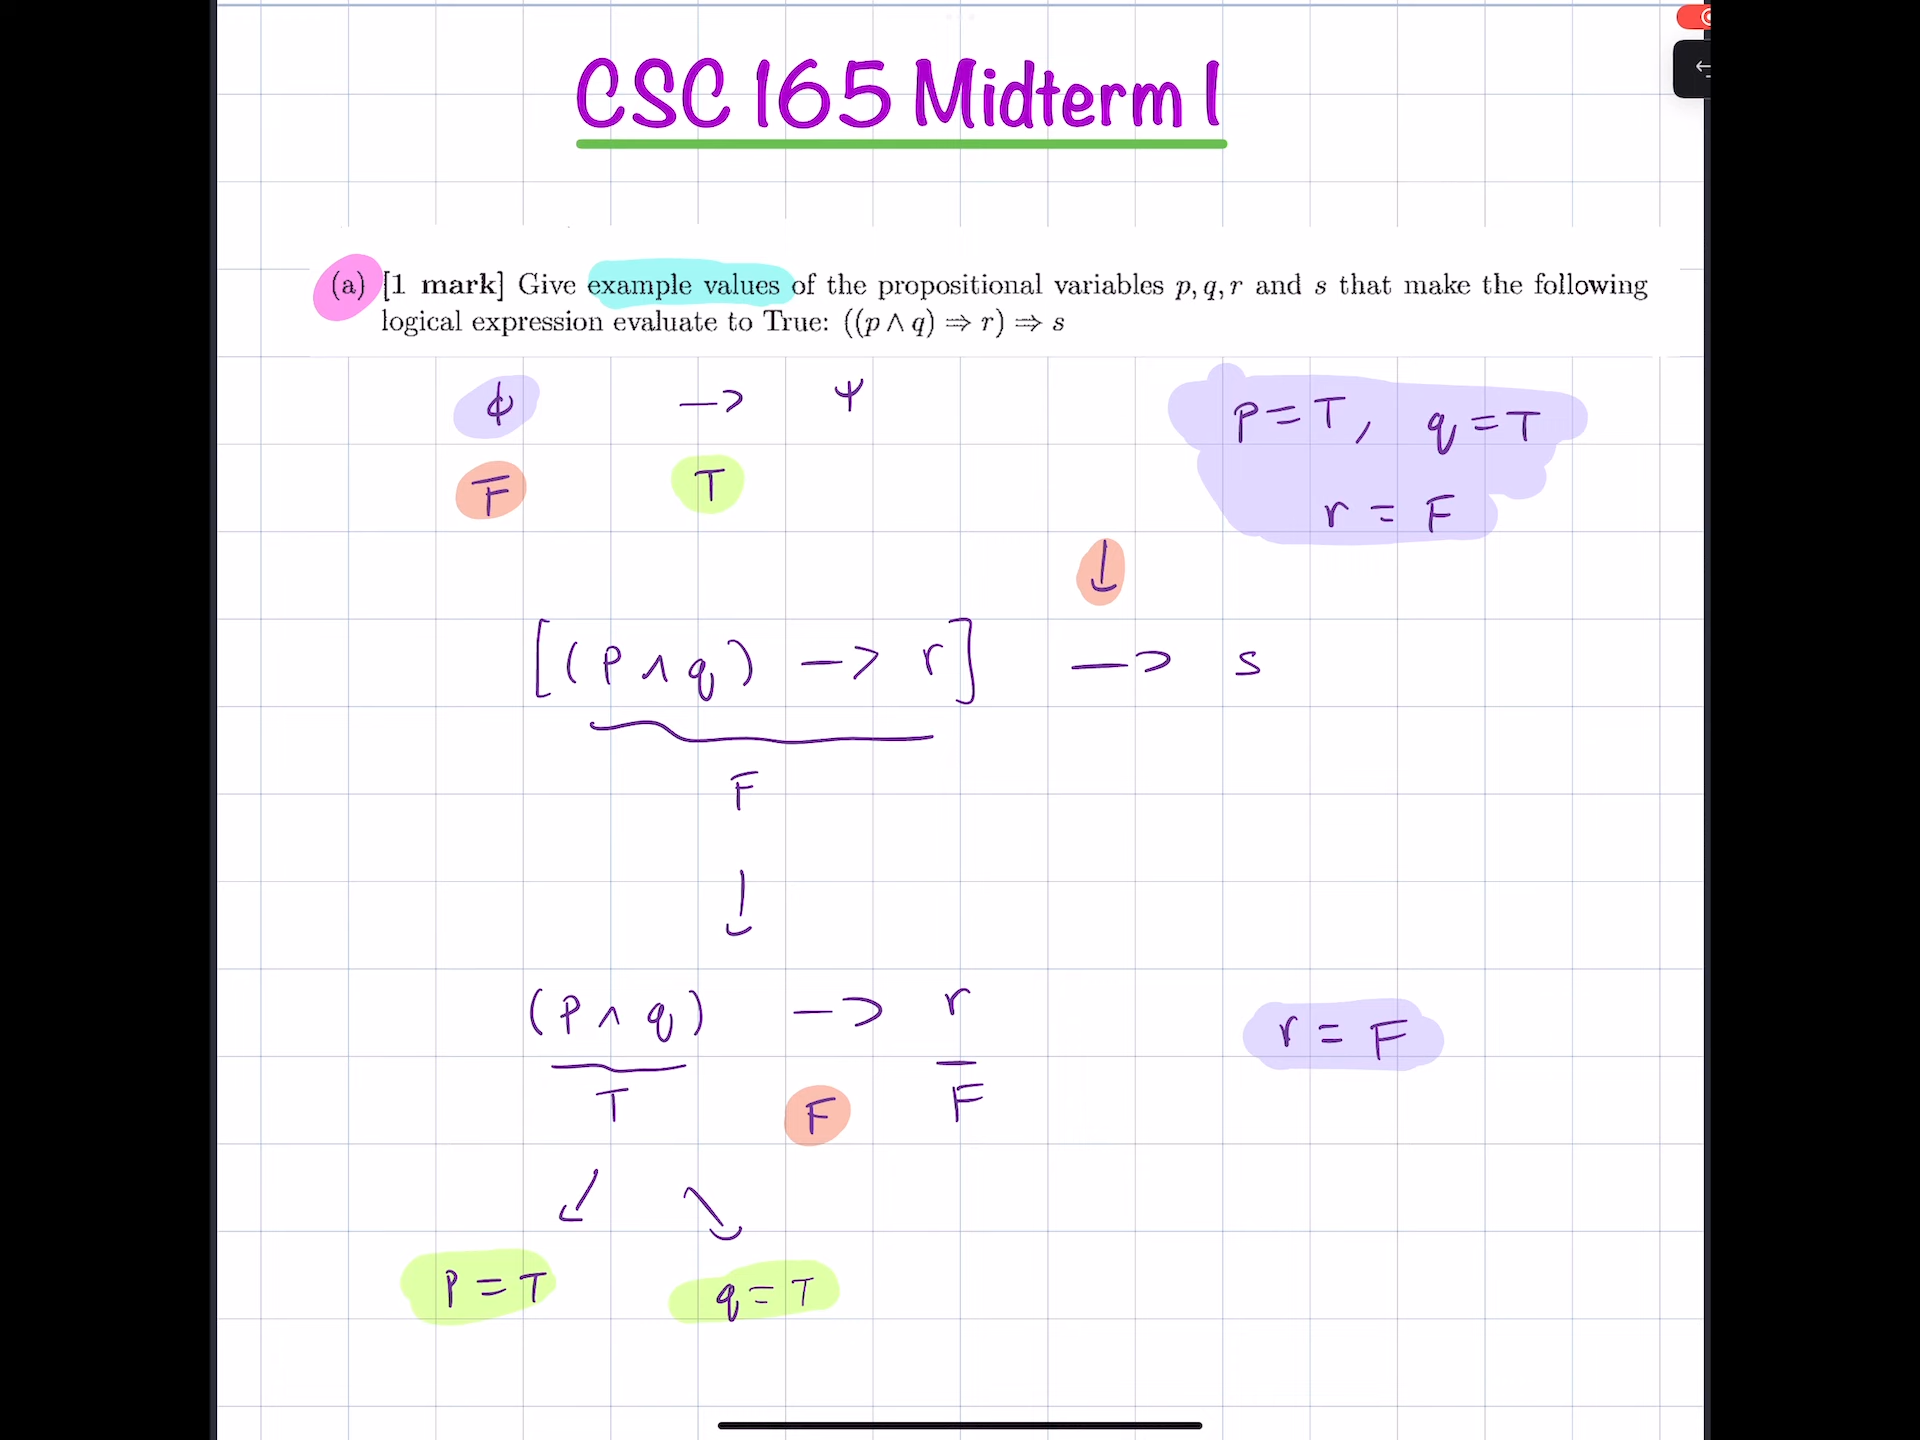 CSC 165 Midterm 1
(a) [1 mark] Give example values of the propositional variables p, q, r and s that make the following
logical expression evaluate to True: ((p ∧ q) ⇒ r) ⇒ s
ϕ -> ψ
p = T, q = T
F T
r = F
↓
[(p ∧ q) -> r] -> s
F
↓
(p ∧ q) -> r
r = F
T F F
↙ ↘
p = T q = T